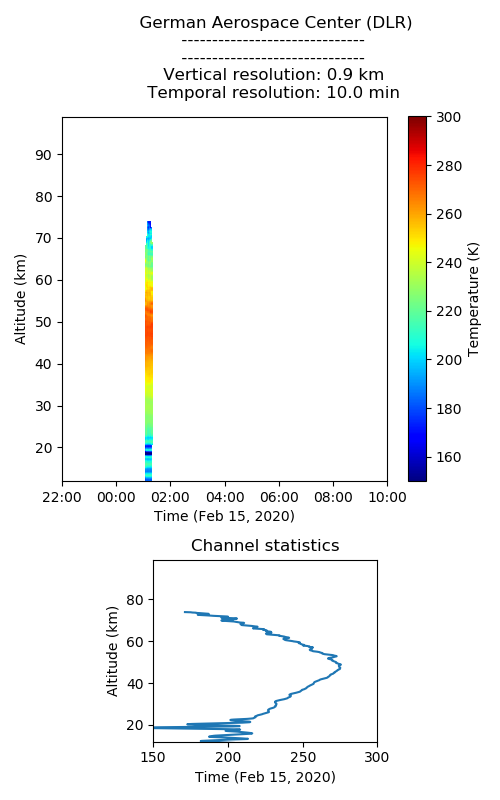 German Aerospace Center (DLR)
------------------------------
------------------------------
Vertical resolution: 0.9 km
Temporal resolution: 10.0 min
90
80
70
60
50
40
30
20
Altitude (km)
22:00 00:00 02:00 04:00 06:00 08:00 10:00
Time (Feb 15, 2020)
300
280
260
240
220
200
180
160
Temperature (K)
Channel statistics
80
60
40
20
Altitude (km)
150 200 250 300
Time (Feb 15, 2020)